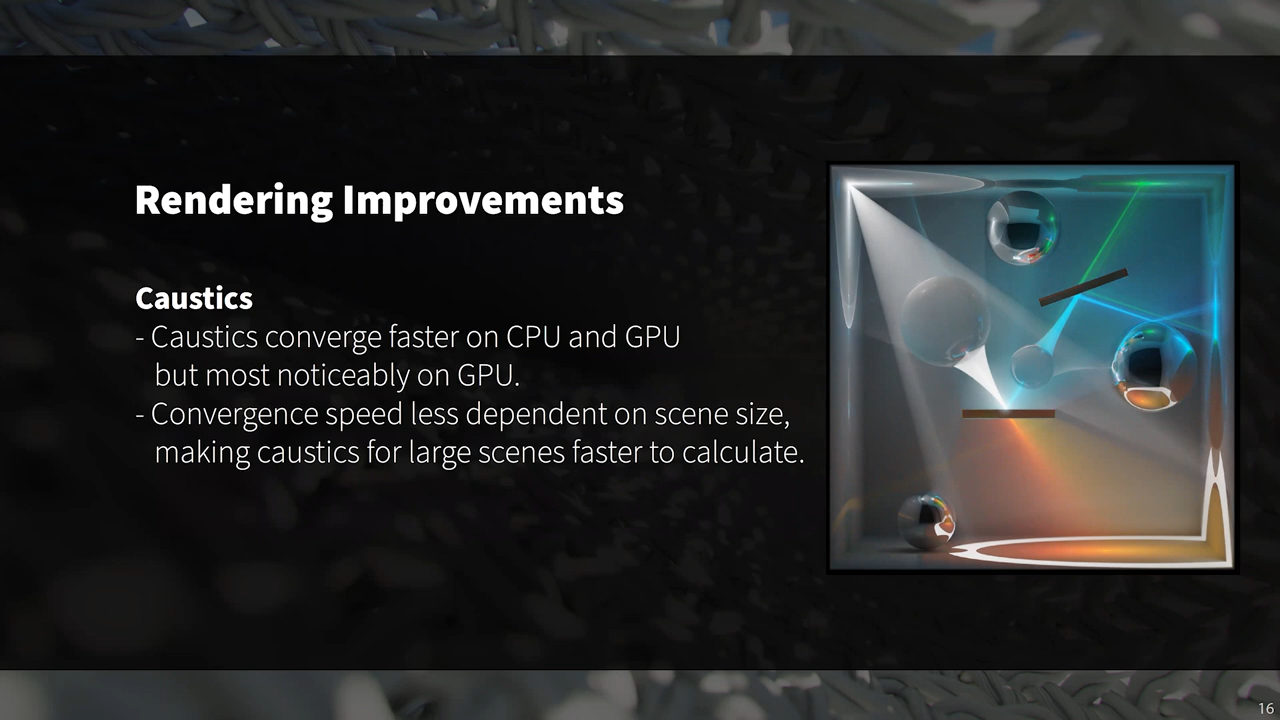 Rendering Improvements
Caustics
- Caustics converge faster on CPU and GPU
but most noticeably on GPU.
- Convergence speed less dependent on scene size,
making caustics for large scenes faster to calculate.
16